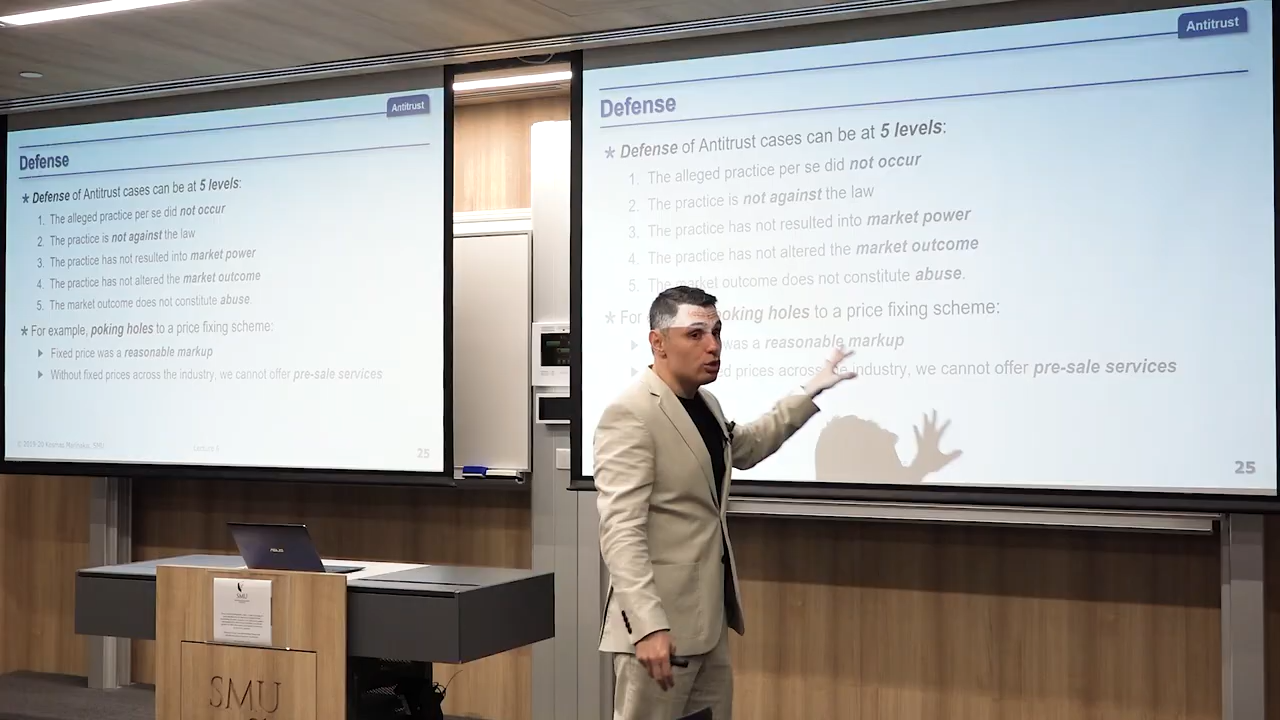 Antitrust
Defense
* Defense of Antitrust cases can be at 5 levels:
1. The alleged practice per se did not occur
2. The practice is not against the law
3. The practice has not resulted into market power
4. The practice has not altered the market outcome
5. The market outcome does not constitute abuse.
* For example, poking holes to a price fixing scheme:
Fixed price was a reasonable markup
Without fixed prices across the industry, we cannot offer pre-sale services
Lecture 25
Antitrust
Defense
* Defense of Antitrust cases can be at 5 levels:
1. The alleged practice per se did not occur
2. The practice is not against the law
3. The practice has not resulted into market power
4. The practice has not altered the market outcome
5. The market outcome does not constitute abuse.
* For poking holes to a price fixing scheme:
was a reasonable markup
prices across the industry, we cannot offer pre-sale services
25
ASUS
SMU
SMU